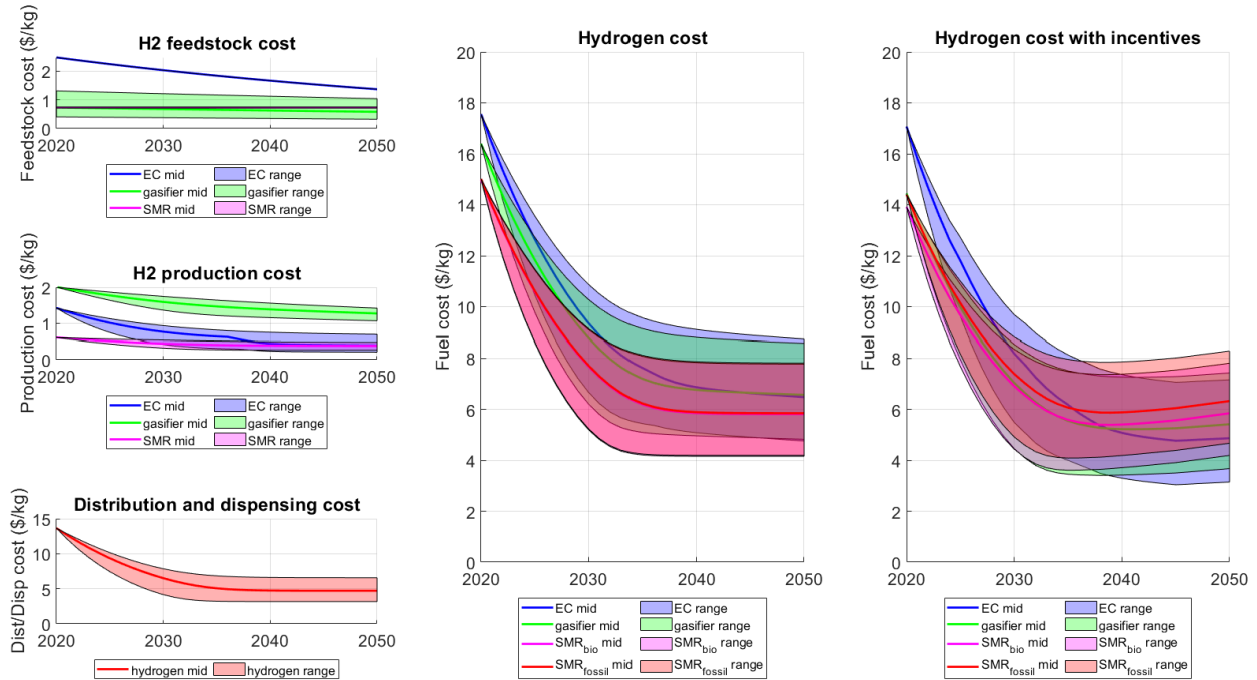 H2 feedstock cost
Feedstock cost ($/kg)
2
1
0
2020 2030 2040 2050
EC mid EC range
gasifier mid gasifier range
SMR mid SMR range
H2 production cost
Production cost ($/kg)
2
1
0
2020 2030 2040 2050
EC mid EC range
gasifier mid gasifier range
SMR mid SMR range
Distribution and dispensing cost
Dist/Disp cost ($/kg)
15
10
5
0
2020 2030 2040 2050
hydrogen mid hydrogen range
Hydrogen cost
Fuel cost ($/kg)
20
18
16
14
12
10
8
6
4
2
0
2020 2030 2040 2050
EC mid EC range
gasifier mid gasifier range
SMRbio mid SMRbio range
SMRfossil mid SMRfossil range
Hydrogen cost with incentives
Fuel cost ($/kg)
20
18
16
14
12
10
8
6
4
2
0
2020 2030 2040 2050
EC mid EC range
gasifier mid gasifier range
SMRbio mid SMRbio range
SMRfossil mid SMRfossil range